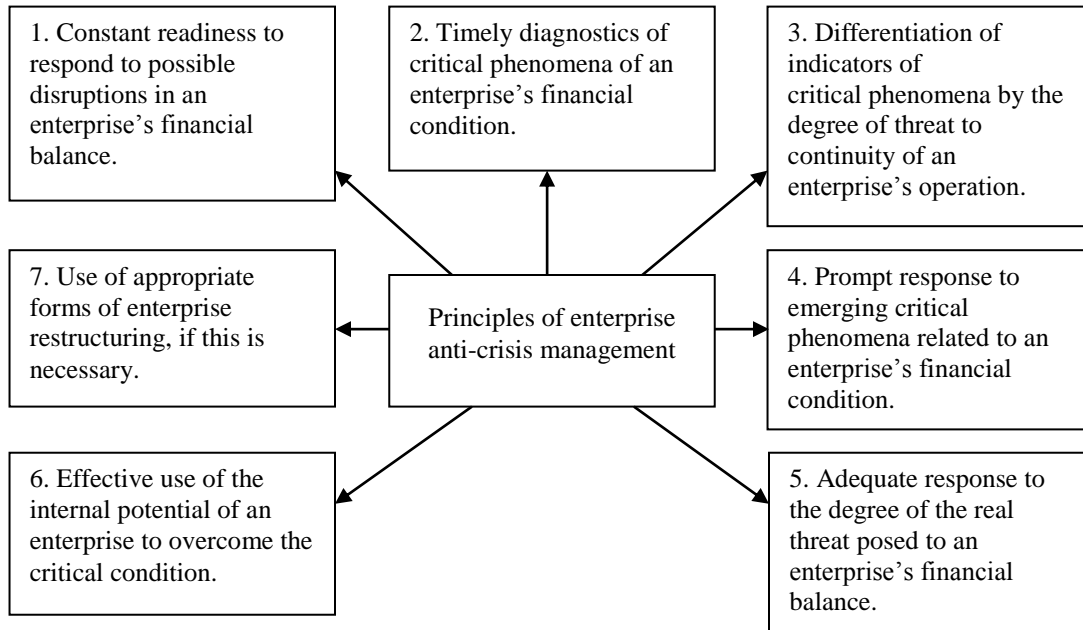 1. Constant readiness to
respond to possible
disruptions in an
enterprise’s financial
balance.
2. Timely diagnostics of
critical phenomena of an
enterprise’s financial
condition.
3. Differentiation of
indicators of
critical phenomena by the
degree of threat to
continuity of an
enterprise’s operation.
7. Use of appropriate
forms of enterprise
restructuring, if this is
necessary.
Principles of enterprise
anti-crisis management
4. Prompt response to
emerging critical
phenomena related to an
enterprise’s financial
condition.
6. Effective use of the
internal potential of an
enterprise to overcome the
critical condition.
5. Adequate response to
the degree of the real
threat posed to an
enterprise’s financial
balance.